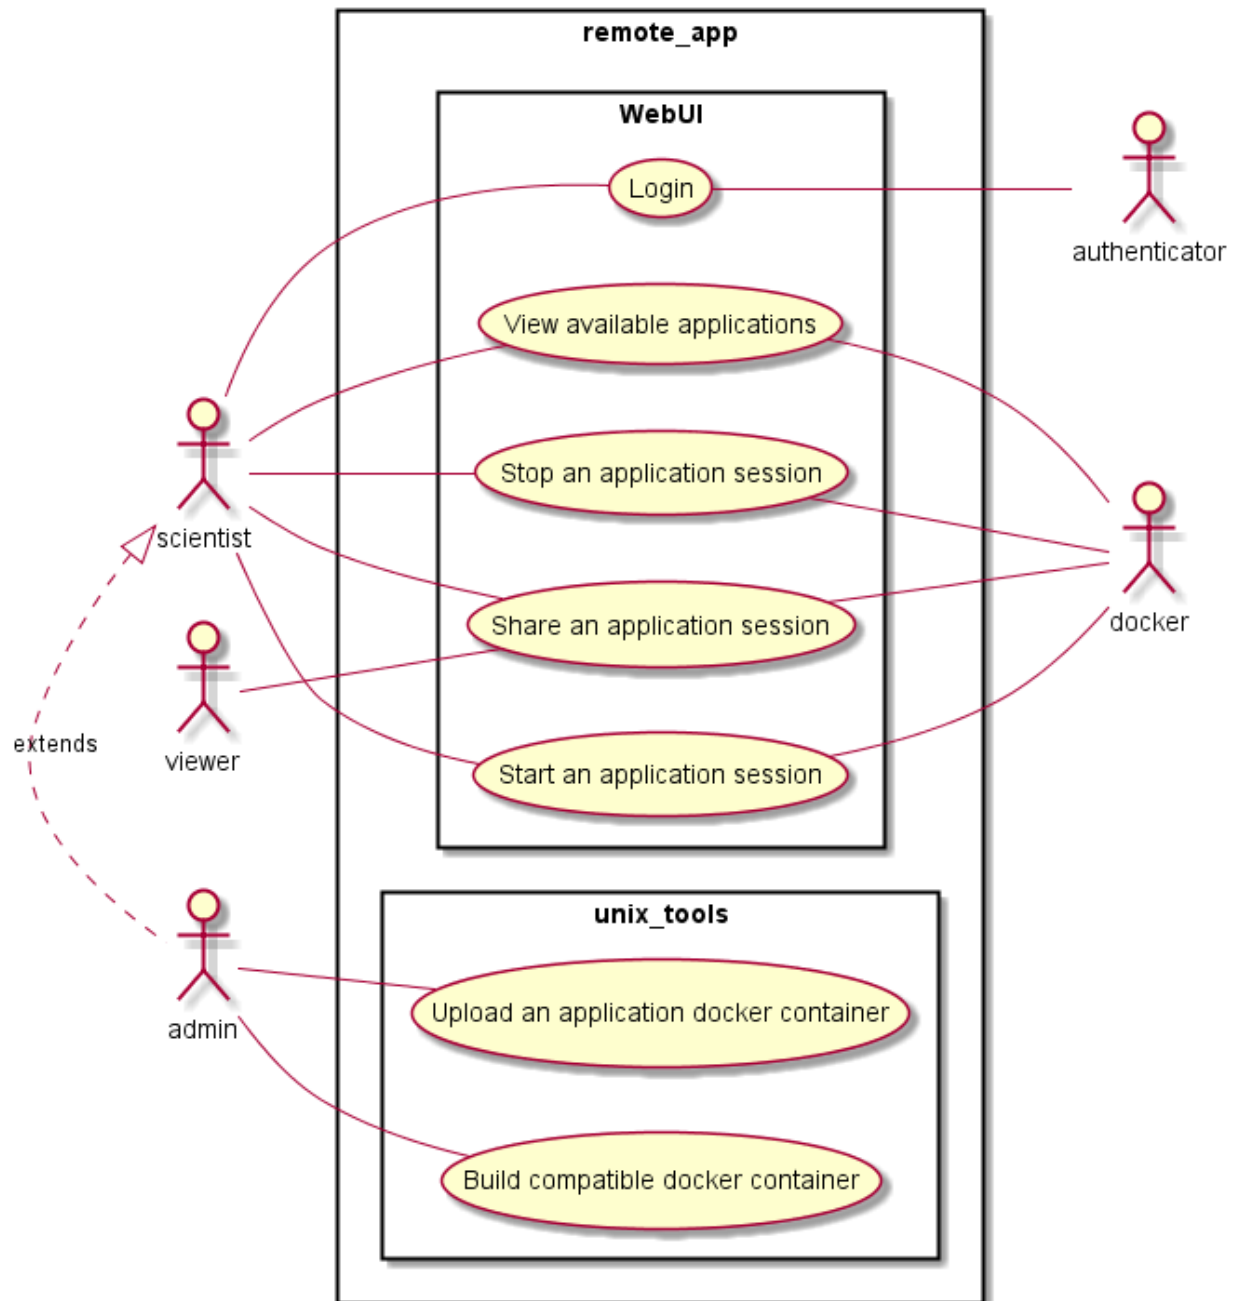 remote_app
WebUI
Login
authenticator
View available applications
Stop an application session
scientist
Share an application session
docker
extends
viewer
Start an application session
unix_tools
Upload an application docker container
admin
Build compatible docker container